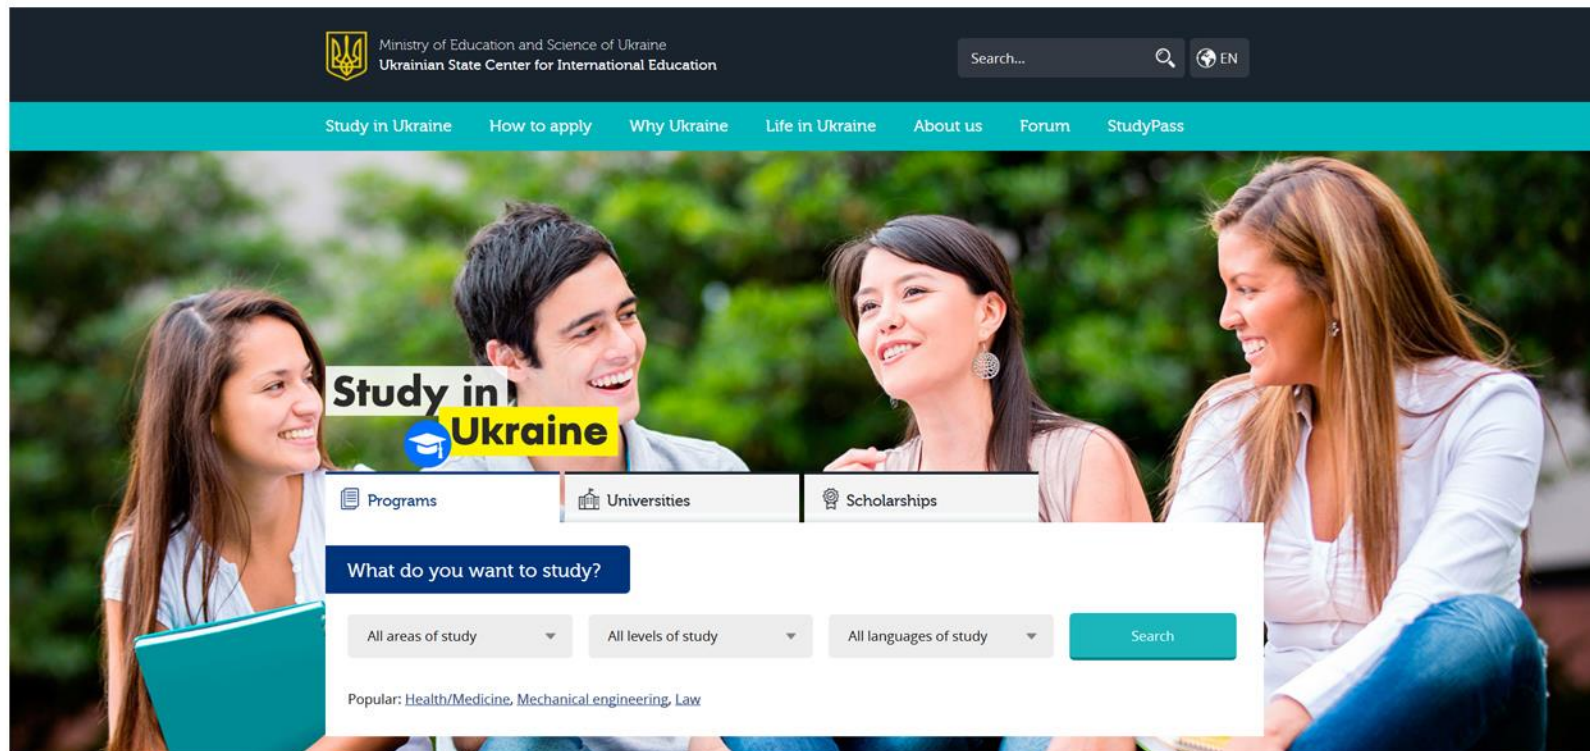 Ministry of Education and Science of Ukraine
Ukrainian State Center for International Education
Search...
EN
Study in Ukraine How to apply Why Ukraine Life in Ukraine About us Forum StudyPass
Study in
Ukraine
Programs Universities Scholarships
What do you want to study?
All areas of study All levels of study All languages of study Search
Popular: Health/Medicine, Mechanical engineering, Law